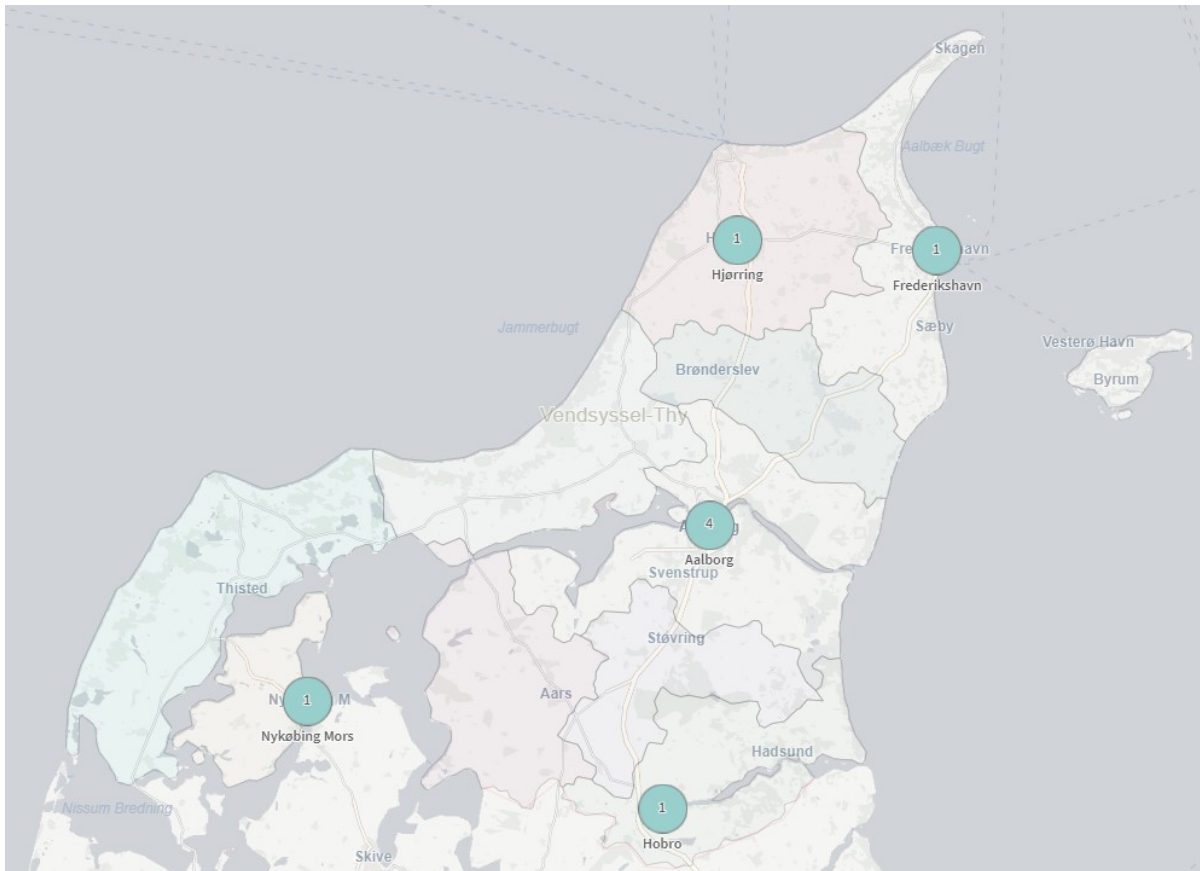 Skagen
Aalbæk Bugt
1
Hjørring
1
Frederikshavn
Jammerbugt
Sæby
Vesterø Havn
Byrum
Brønderslev
Vendsyssel-Thy
4
Aalborg
Svenstrup
Thisted
Støvring
1
Nykøbing Mors
Aars
Hadsund
Nissum Bredning
1
Hobro
Skive